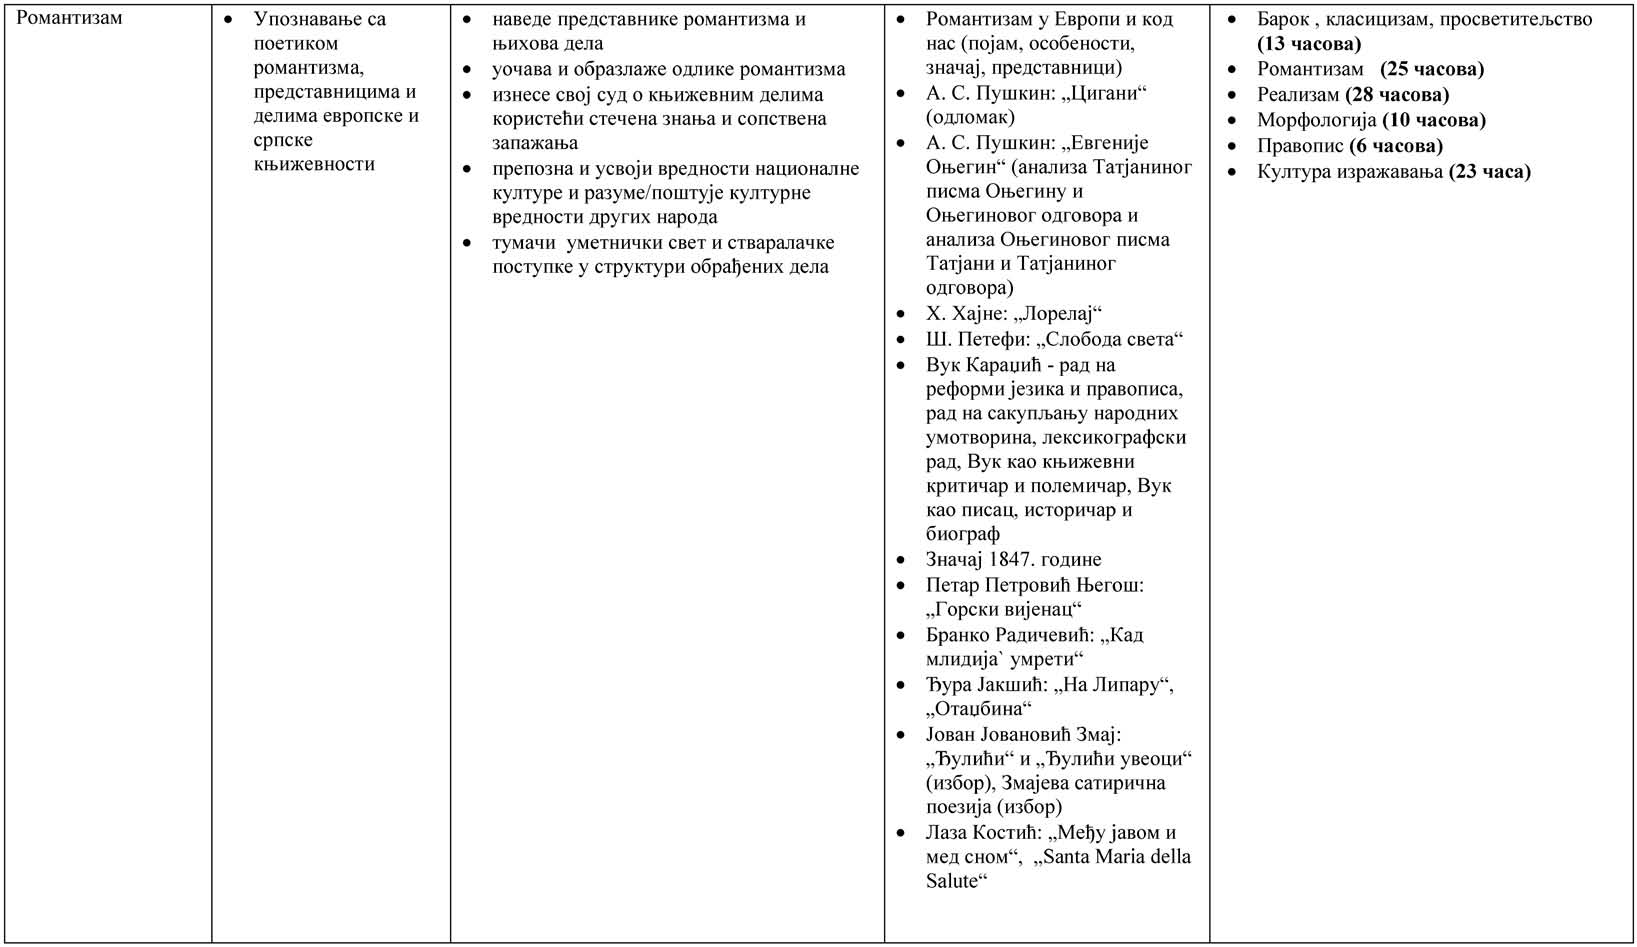 Романтизам
Упознавање са
поетиком
романтизма,
представницима и
делима европске и
српске
књижевности
наведе представнике романтизма и
њихова дела
уочава и образлаже одлике романтизма
изнесе свој суд о књижевним делима
користећи стечена знања и сопствена
запажања
препозна и усвоји вредности националне
културе и разуме/поштује културне
вредности других народа
тумачи  уметнички свет и стваралачке
поступке у структури обрађених дела
Романтизам у Европи и код
нас (појам, особености,
значај, представници)
А. С. Пушкин: „Цигани“
(одломак)
А. С. Пушкин: „Евгеније
Оњегин“ (анализа Татјаниног
писма Оњегину и
Оњегиновог одговора и
анализа Оњегиновог писма
Татјани и Татјаниног
одговора)
Х. Хајне: „Лорелај“
Ш. Петефи: „Слобода света“
Вук Караџић - рад на
реформи језика и правописа,
рад на сакупљању народних
умотворина, лексикографски
рад, Вук као књижевни
критичар и полемичар, Вук
као писац, историчар и
биограф
Значај 1847. године
Петар Петровић Његош:
„Горски вијенац“
Бранко Радичевић: „Кад
млидија` умрети“
Ђура Јакшић: „На Липару“,
„Отаџбина“
Јован Јовановић Змај:
„Ђулићи“ и „Ђулићи увеоци“
(избор), Змајева сатирична
поезија (избор)
Лаза Костић: „Међу јавом и
мед сном“,  „Santa Maria della
Salute“
Барок , класицизам, просветитељство
(13 часова)
Романтизам   (25 часова)
Реализам (28 часова)
Морфологија (10 часова)
Правопис (6 часова)
Култура изражавања (23 часа)